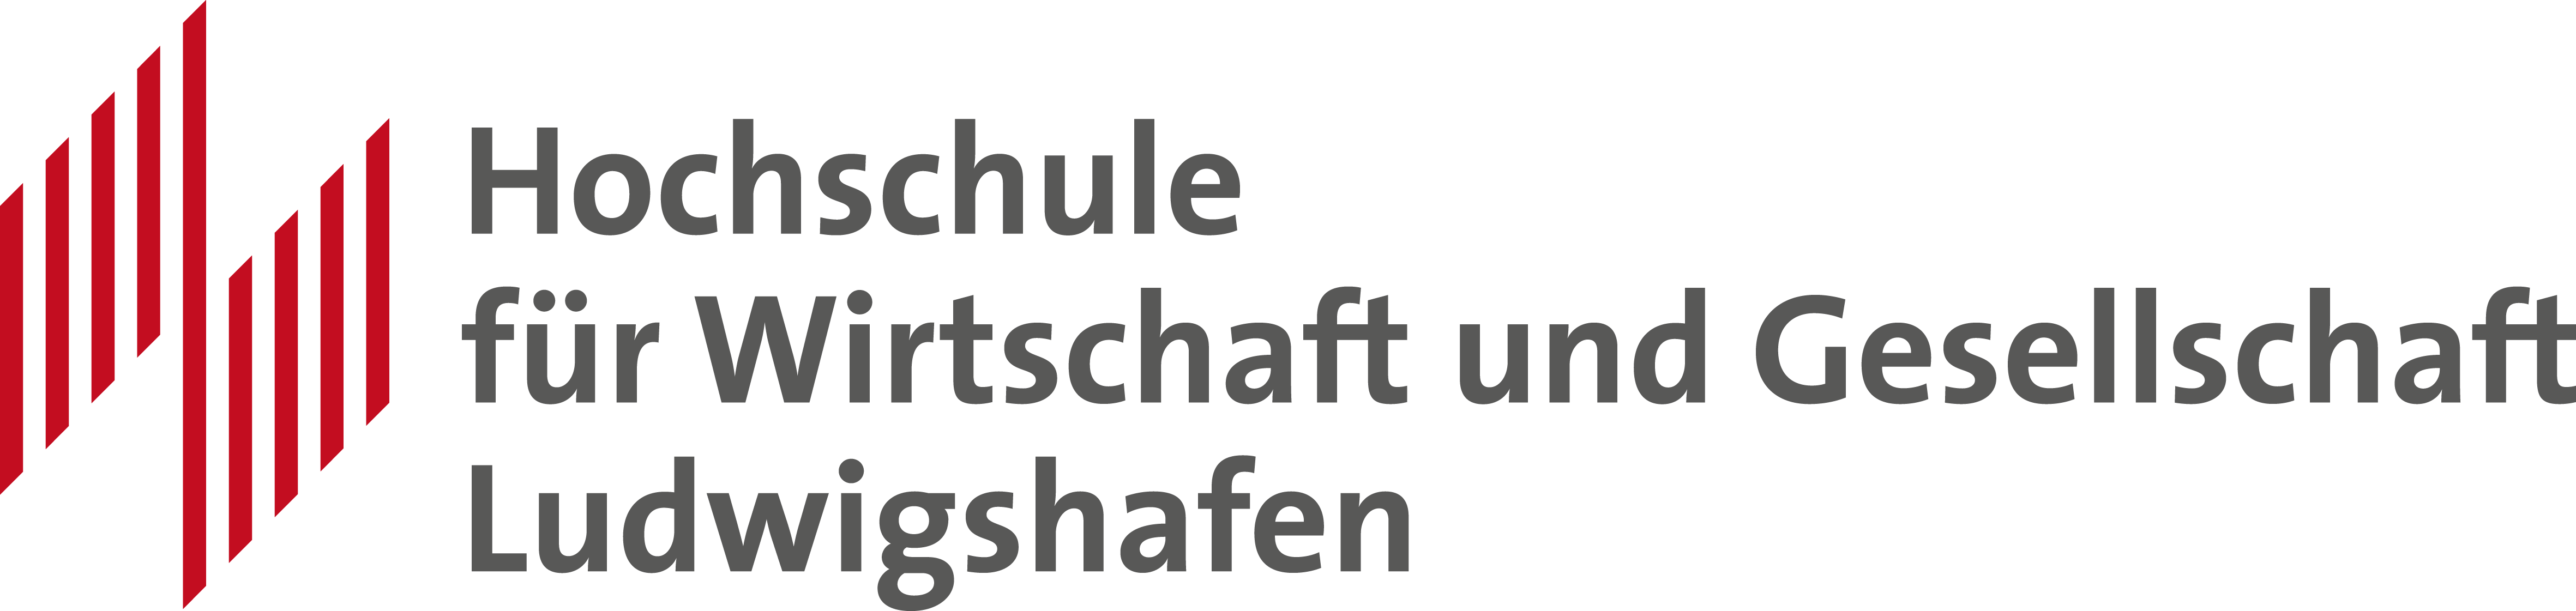 Hochschule
für Wirtschaft und Gesellschaft
Ludwigshafen